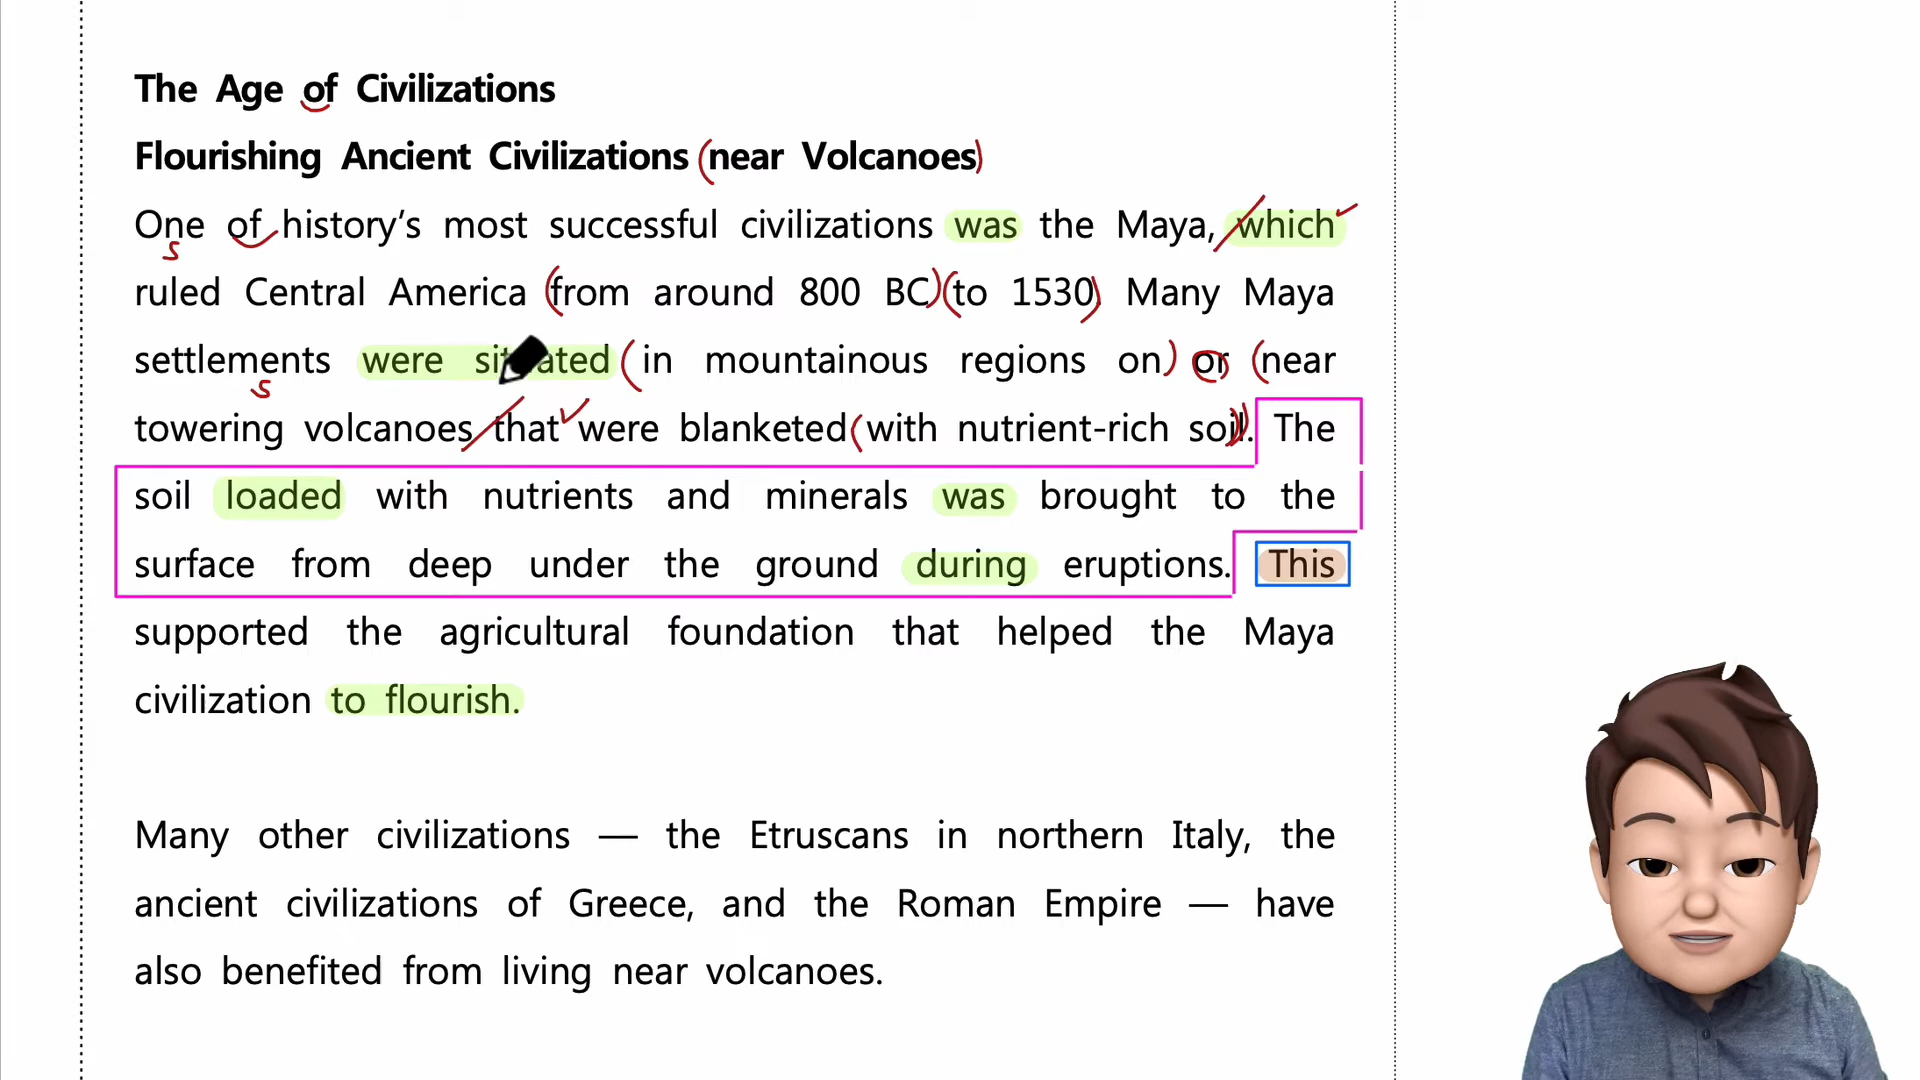 The Age of Civilizations
Flourishing Ancient Civilizations (near Volcanoes)
One of history's most successful civilizations was the Maya, which
s
ruled Central America (from around 800 BC) (to 1530). Many Maya
settlements were situated (in mountainous regions on) or (near
s
towering volcanoes that were blanketed (with nutrient-rich soil)). The
soil loaded with nutrients and minerals was brought to the
surface from deep under the ground during eruptions. This
supported the agricultural foundation that helped the Maya
civilization to flourish.
Many other civilizations — the Etruscans in northern Italy, the
ancient civilizations of Greece, and the Roman Empire — have
also benefited from living near volcanoes.